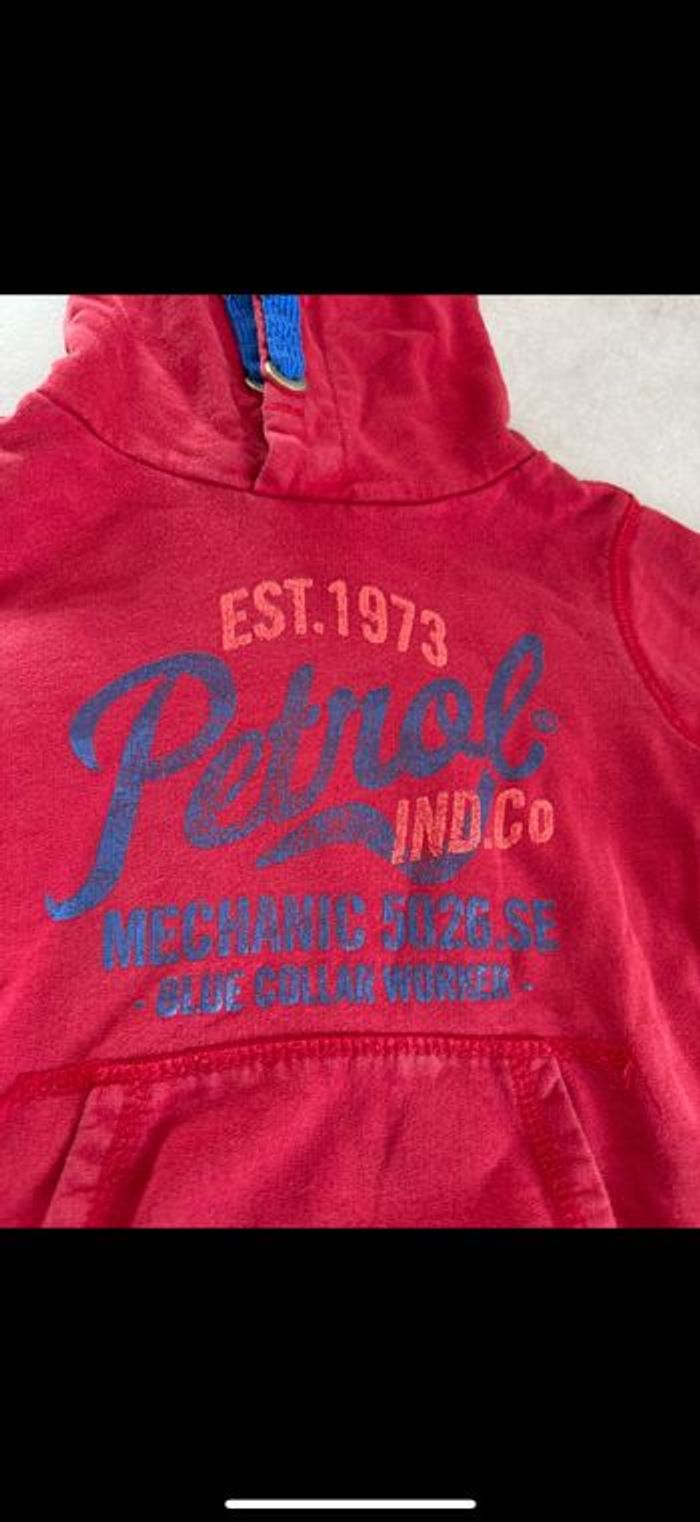 EST.1973
Petrol®
IND.Co
MECHANIC 5026.SE
- BLUE COLLAR WORKER -